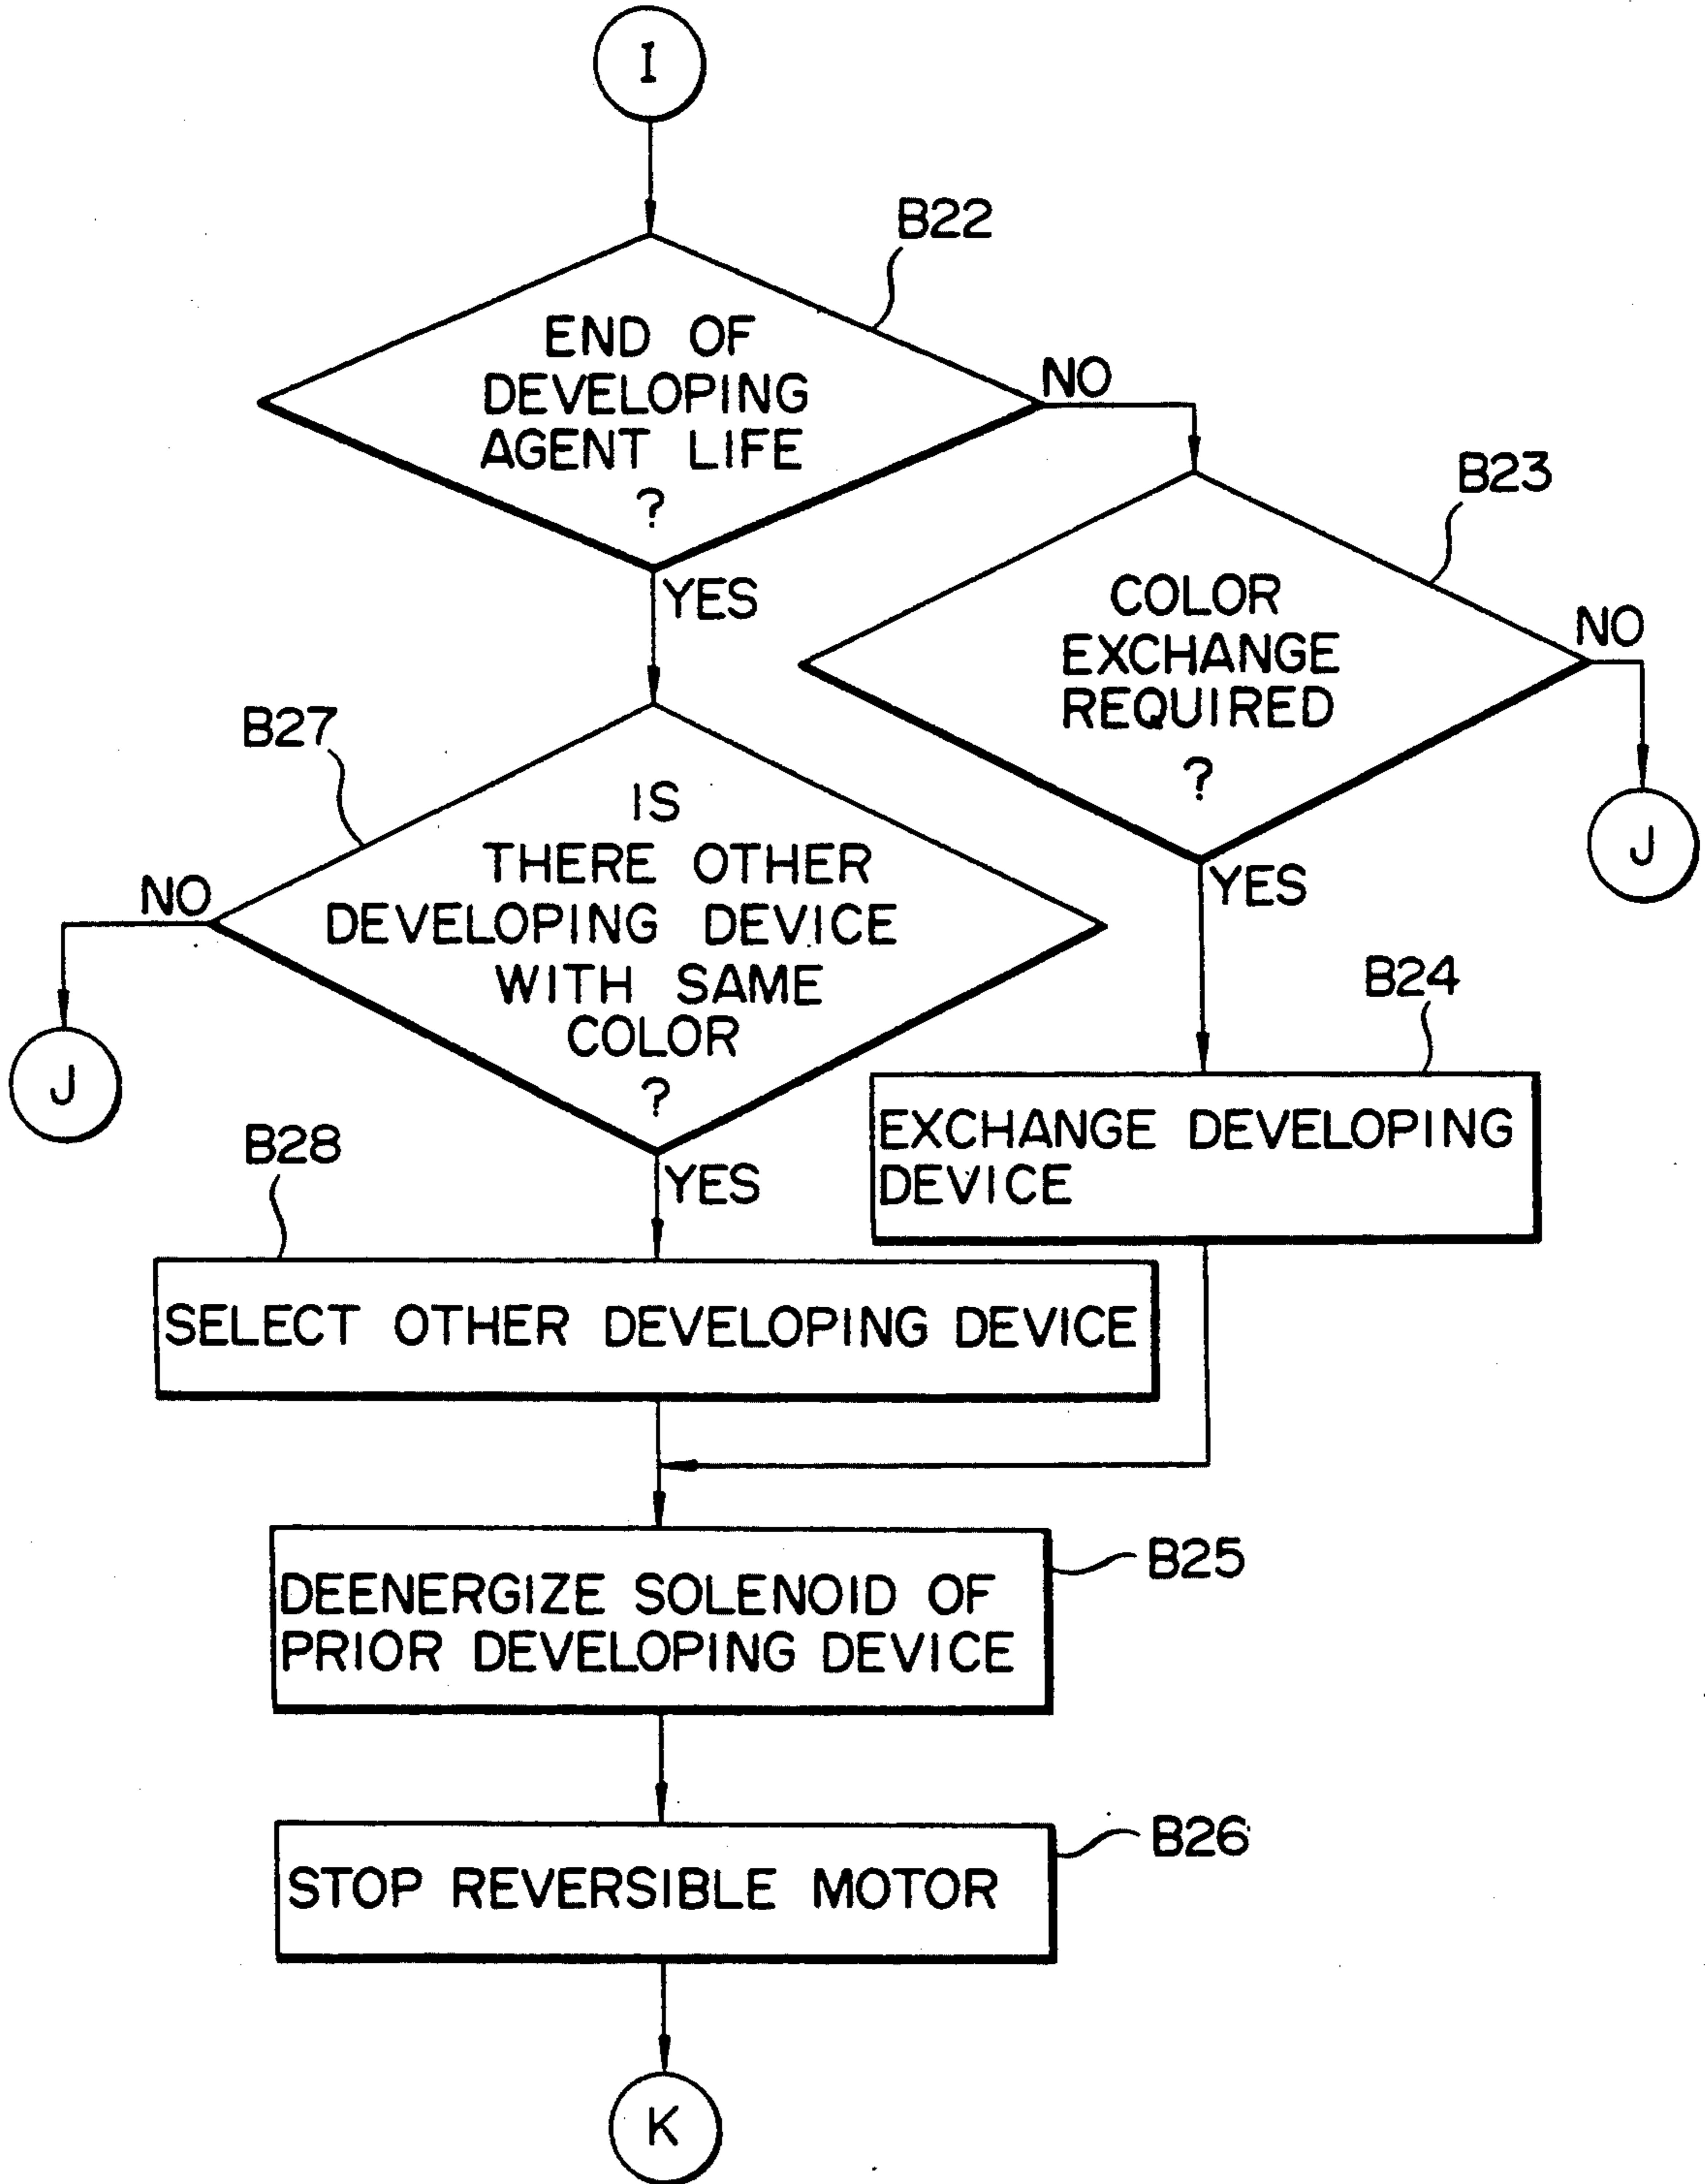 I
B22
END OF
DEVELOPING
AGENT LIFE
?
NO
YES
B23
COLOR
EXCHANGE
REQUIRED
?
NO
J
YES
B27
IS
THERE OTHER
DEVELOPING DEVICE
WITH SAME
COLOR
?
NO
J
YES
B24
EXCHANGE DEVELOPING
DEVICE
B28
SELECT OTHER DEVELOPING DEVICE
B25
DEENERGIZE SOLENOID OF
PRIOR DEVELOPING DEVICE
B26
STOP REVERSIBLE MOTOR
K